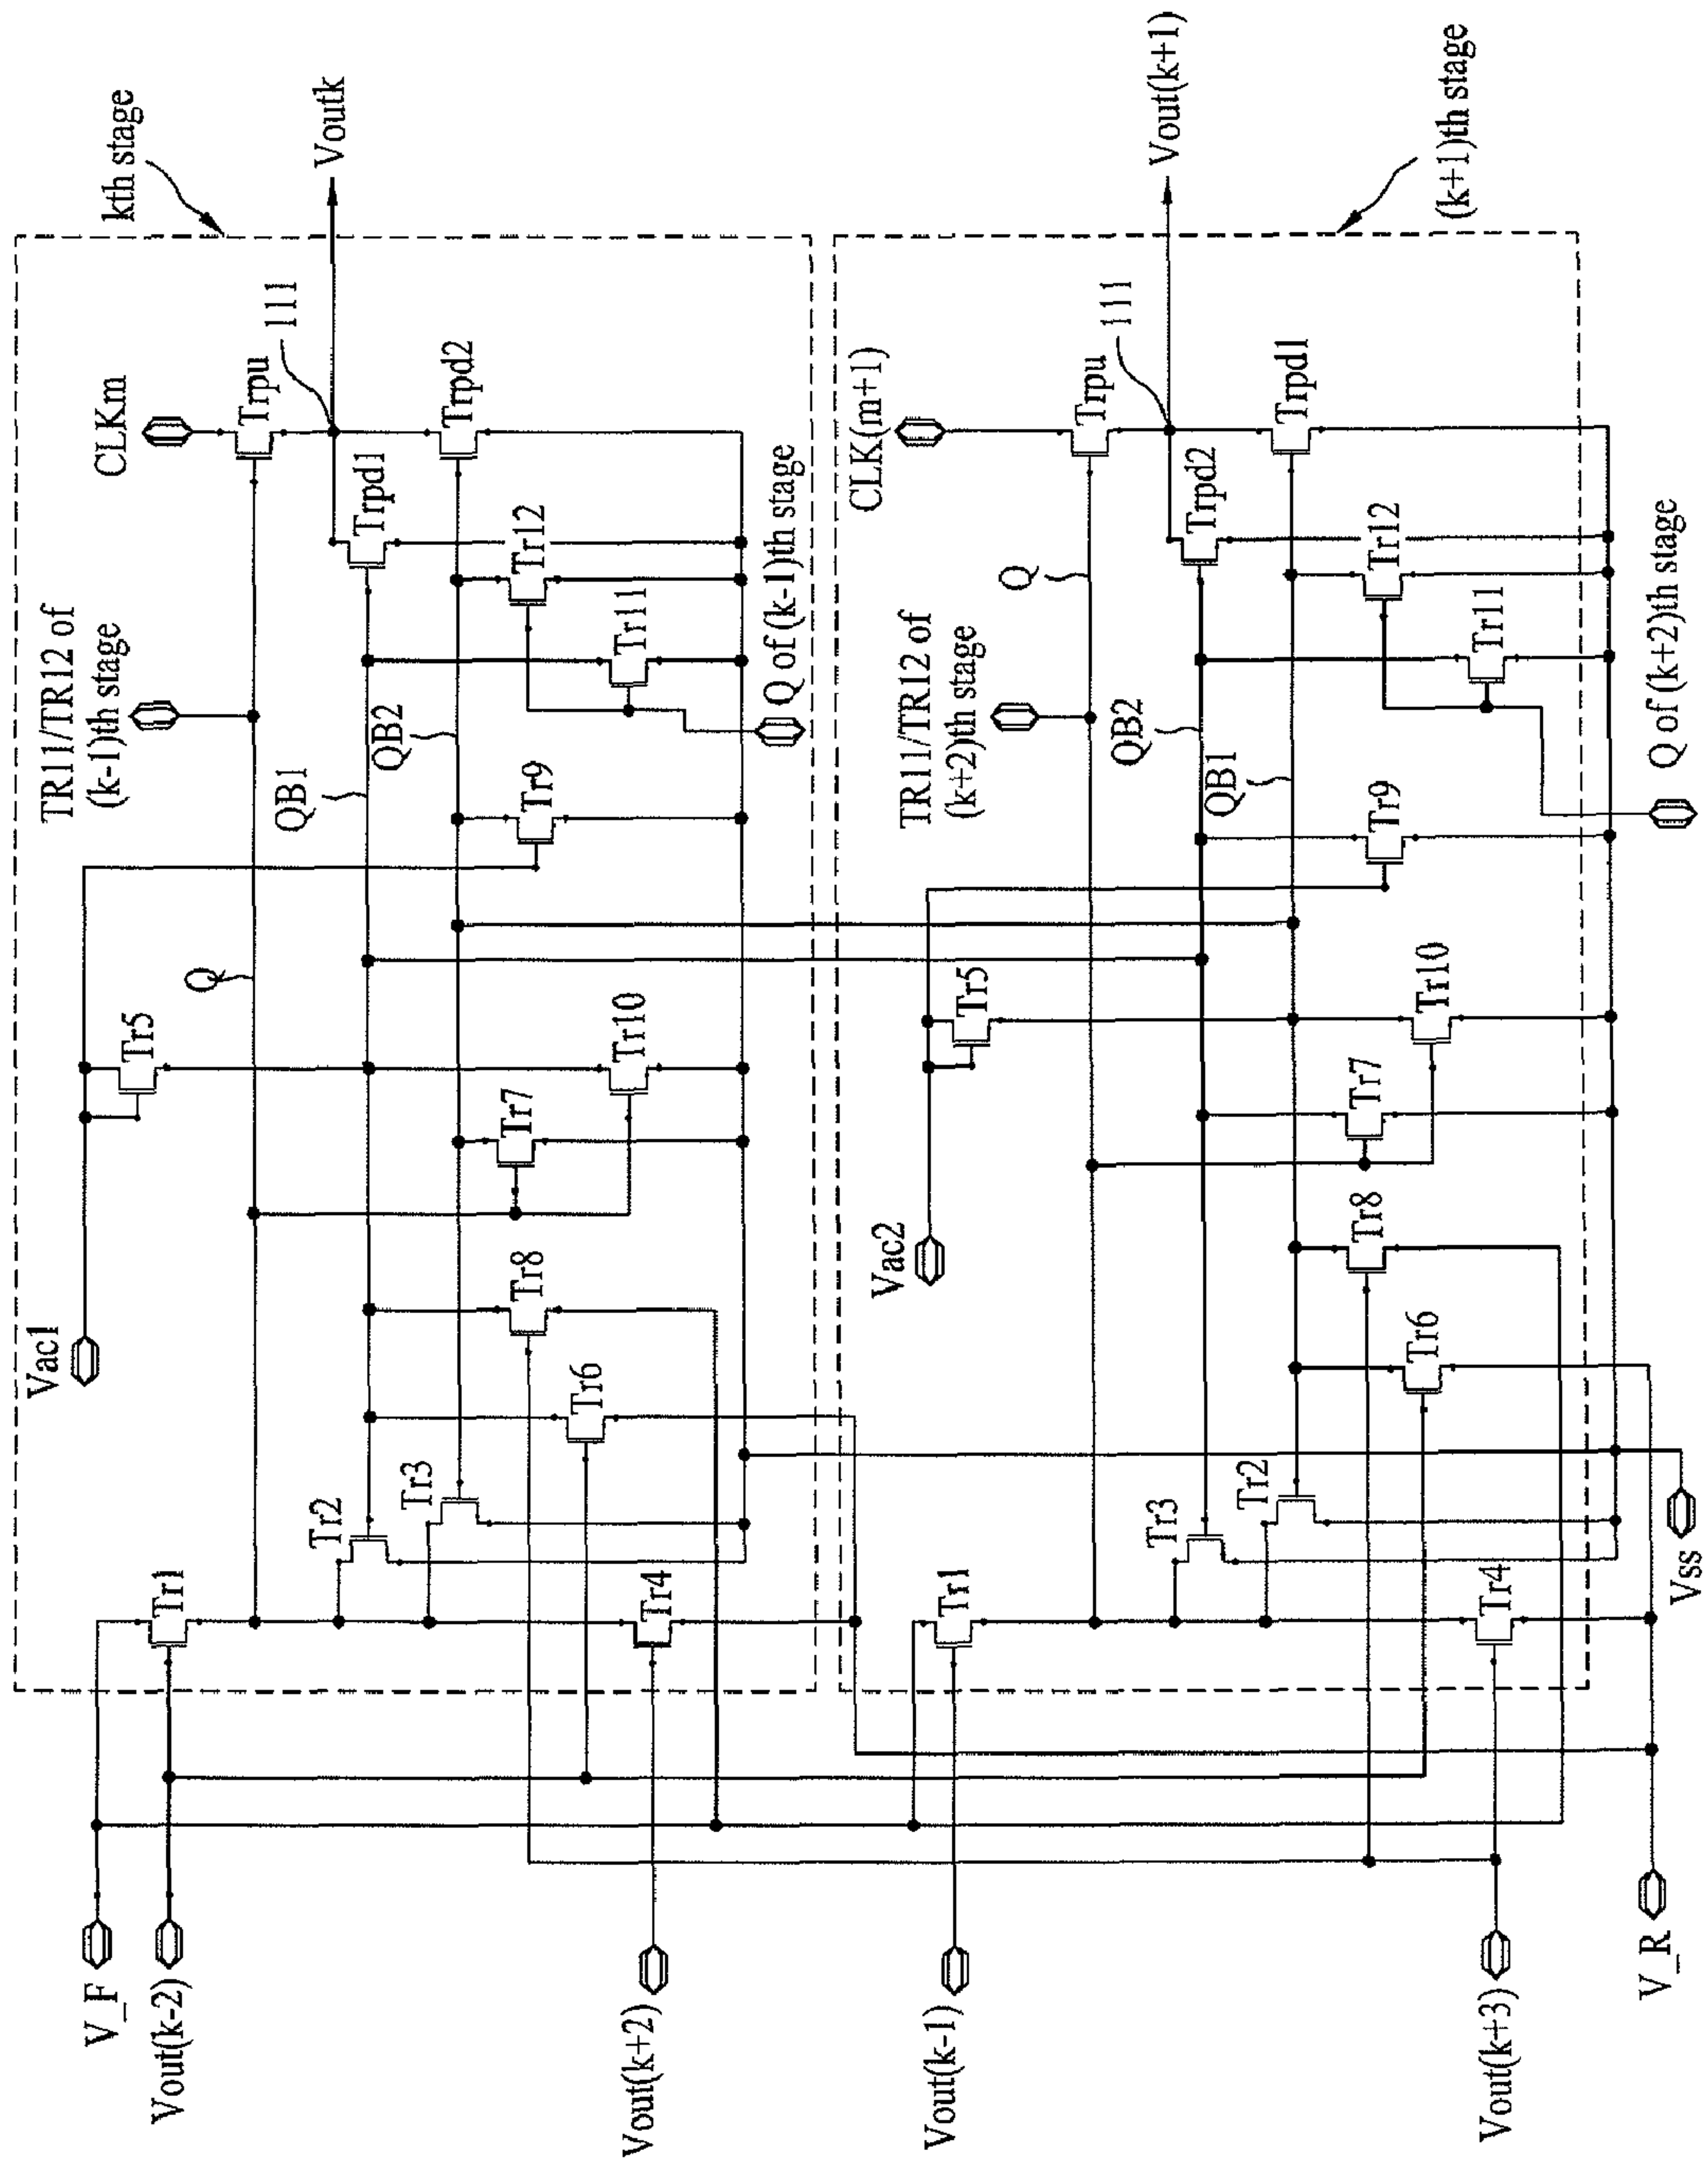 kth stage
Voutk
CLKm
Trpu
111
TR11/TR12 of
(k-1)th stage
Trpd1
Trpd2
Tr12
Tr11
Q of (k-1)th stage
QB1
QB2
Tr9
Q
Tr5
Tr10
Tr7
Vac1
Tr8
Tr6
Tr2
Tr3
Tr1
Tr4
V_F
Vout(k-2)
Vout(k+2)
Vout(k+1)
(k+1)th stage
CLK(m+1)
Trpu
111
TR11/TR12 of
(k+2)th stage
Q
Trpd2
Trpd1
Tr12
Tr11
Q of (k+2)th stage
QB2
QB1
Tr9
Tr5
Tr10
Tr7
Vac2
Tr8
Tr6
Tr3
Tr2
Tr1
Tr4
Vss
V_R
Vout(k-1)
Vout(k+3)